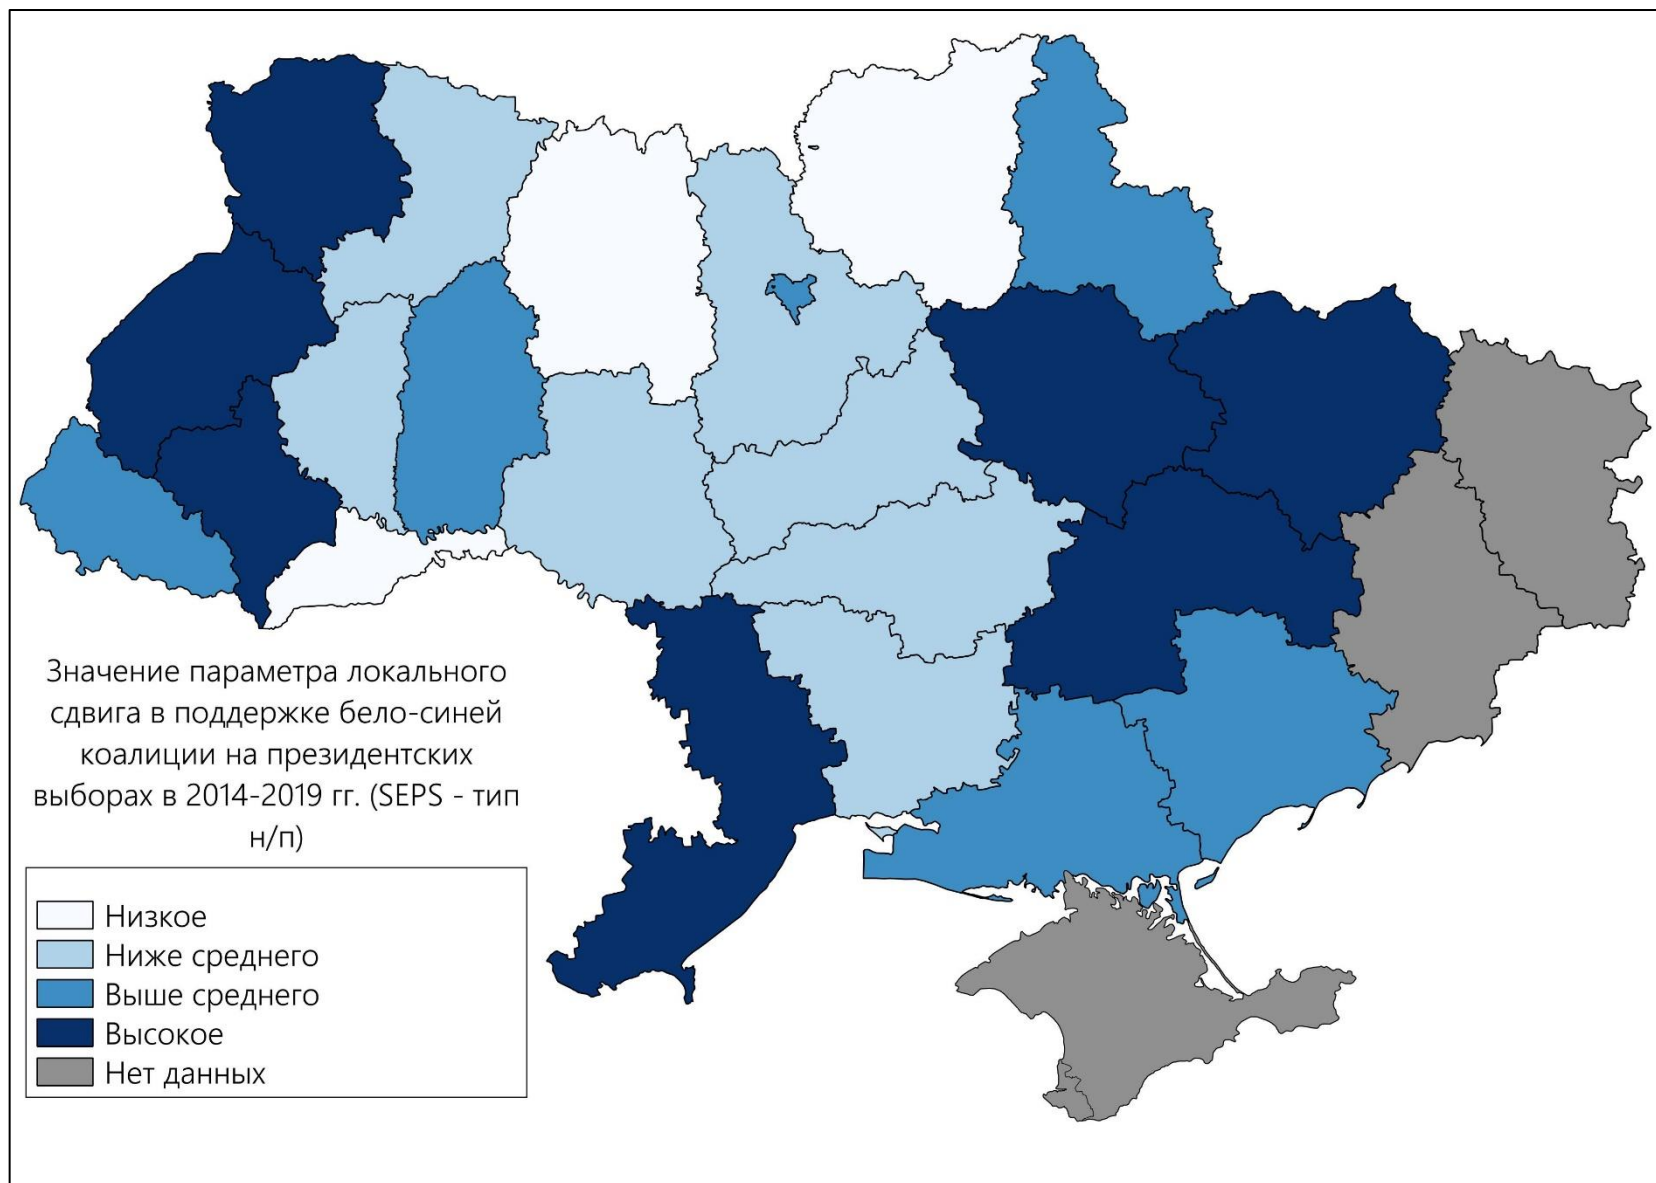 Значение параметра локального
сдвига в поддержке бело-синей
коалиции на президентских
выборах в 2014-2019 гг. (SEPS - тип
н/п)
Низкое
Ниже среднего
Выше среднего
Высокое
Нет данных